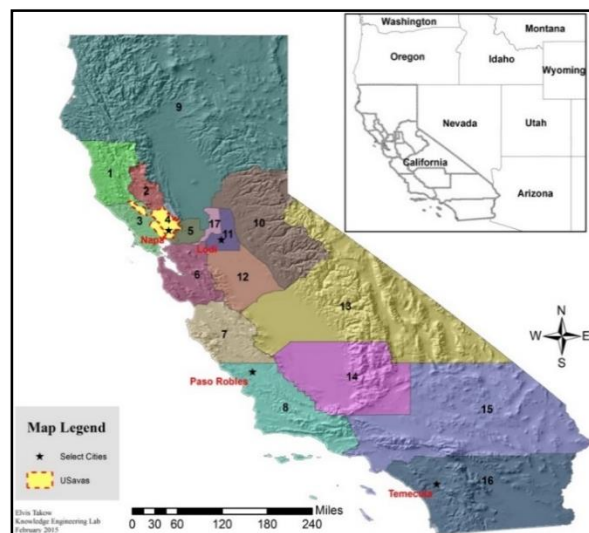 Washington
Montana
Oregon
Idaho
Wyoming
Nevada
Utah
California
Arizona
9
1
2
3
4
5
17
11
10
Napa
Lodi
6
12
13
7
14
Paso Robles
8
15
Temecula
16
N
W E
S
Map Legend
Select Cities
USavas
Elvis Takow
Knowledge Engineering Lab
February 2015
Miles
0 30 60 120 180 240